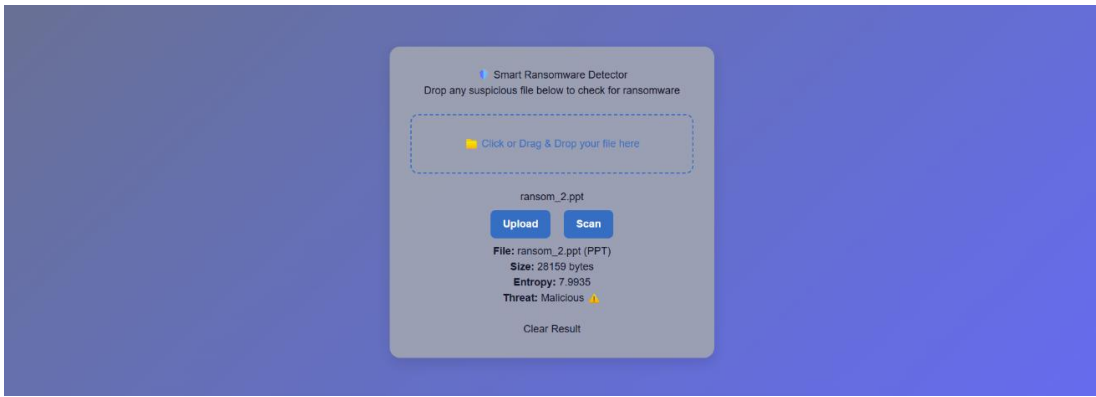 Smart Ransomware Detector
Drop any suspicious file below to check for ransomware
Click or Drag & Drop your file here
ransom_2.ppt
Upload Scan
File: ransom_2.ppt (PPT)
Size: 28159 bytes
Entropy: 7.9935
Threat: Malicious ⚠️
Clear Result